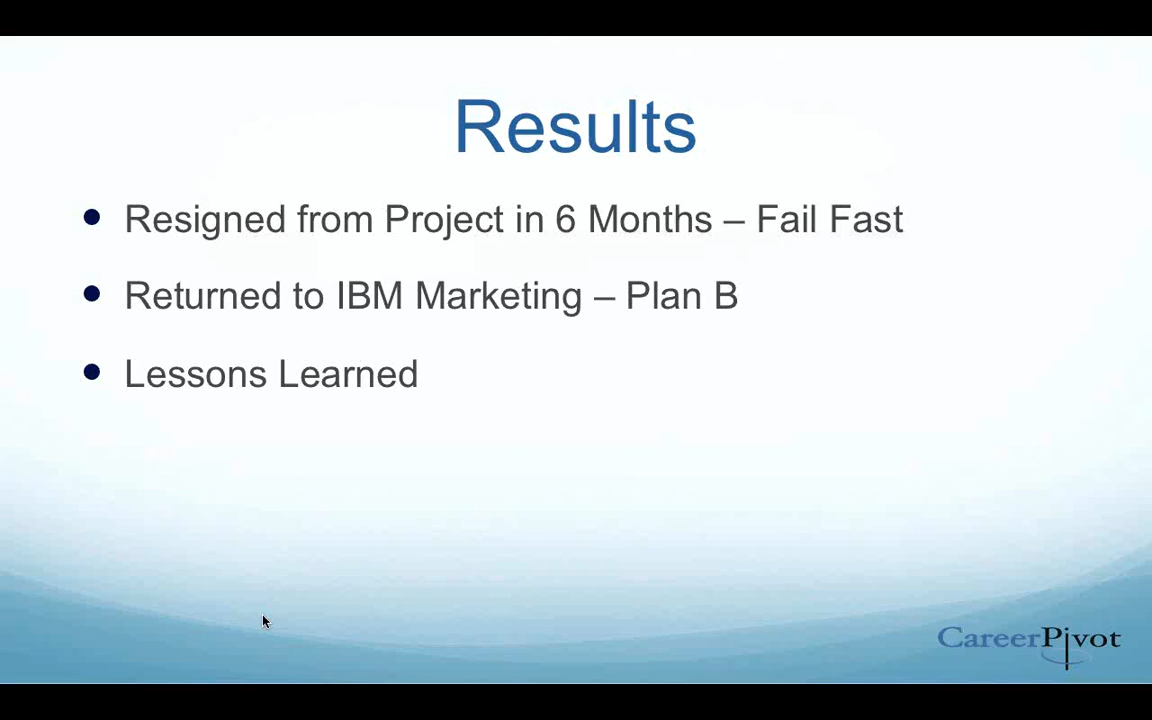 Results
• Resigned from Project in 6 Months – Fail Fast
• Returned to IBM Marketing – Plan B
• Lessons Learned
CareerPivot